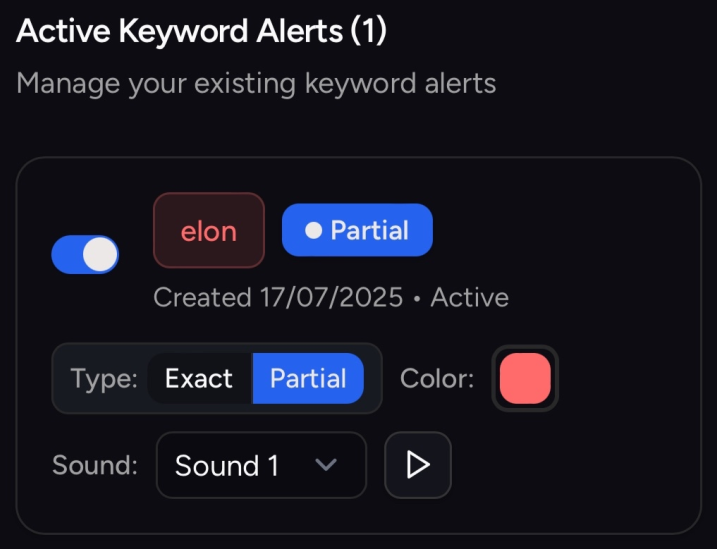 Active Keyword Alerts (1)
Manage your existing keyword alerts
elon Partial
Created 17/07/2025 • Active
Type: Exact Partial Color:
Sound: Sound 1